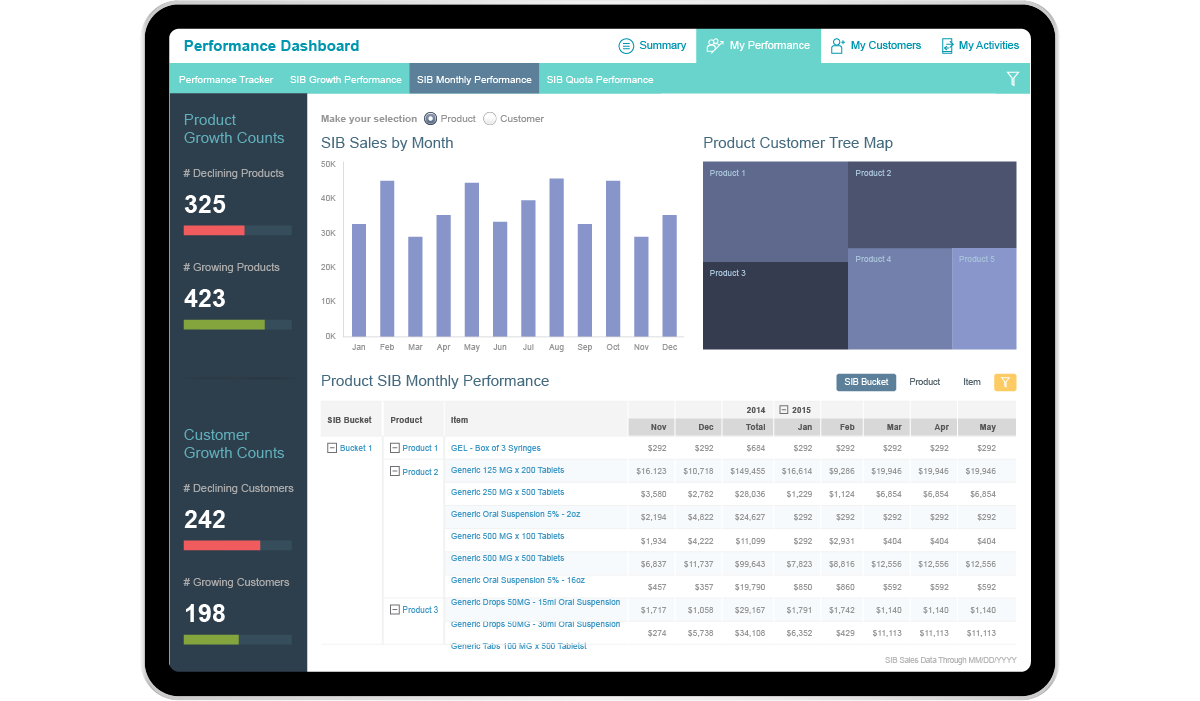 Performance Dashboard
Summary My Performance My Customers My Activities
Performance Tracker SIB Growth Performance SIB Monthly Performance SIB Quota Performance
Product
Growth Counts
# Declining Products
325
# Growing Products
423
Customer
Growth Counts
# Declining Customers
242
# Growing Customers
198
Make your selection Product Customer
SIB Sales by Month
50K
40K
30K
20K
10K
0K
Jan Feb Mar Apr May Jun Jul Aug Sep Oct Nov Dec
Product Customer Tree Map
Product 1 Product 2
Product 3 Product 4 Product 5
Product SIB Monthly Performance
SIB Bucket Product Item
2014 2015
SIB Bucket Product Item
Nov Dec Total Jan Feb Mar Apr May
Bucket 1 Product 1 GEL - Box of 3 Syringes $292 $292 $684 $292 $292 $292 $292 $292
Product 2 Generic 125 MG x 200 Tablets $16,123 $10,718 $149,455 $16,614 $9,286 $19,946 $19,946 $19,946
Generic 250 MG x 500 Tablets $3,580 $2,782 $28,036 $1,229 $1,124 $6,854 $6,854 $6,854
Generic Oral Suspension 5% - 2oz $2,194 $4,822 $24,627 $292 $292 $292 $292 $292
Generic 500 MG x 100 Tablets $1,934 $4,222 $11,099 $292 $2,931 $404 $404 $404
Generic 500 MG x 500 Tablets $6,837 $11,737 $99,643 $7,823 $8,816 $12,556 $12,556 $12,556
Generic Oral Suspension 5% - 16oz $457 $357 $19,790 $850 $860 $592 $592 $592
Product 3 Generic Drops 50MG - 15ml Oral Suspension $1,717 $1,058 $29,167 $1,791 $1,742 $1,140 $1,140 $1,140
Generic Drops 50MG - 30ml Oral Suspension $274 $5,738 $34,108 $6,352 $429 $11,113 $11,113 $11,113
Generic Tabs 100 MG x 500 Tabletst
SIB Sales Data Through MM/DD/YYYY